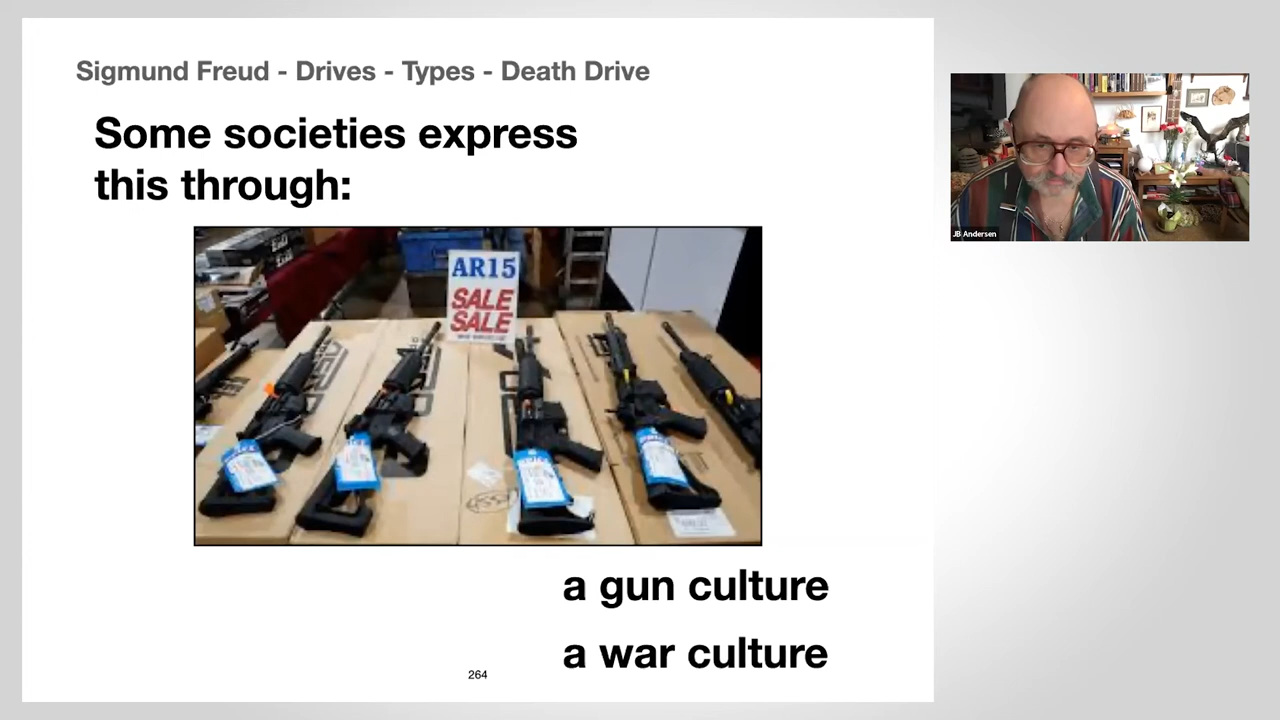 Sigmund Freud - Drives - Types - Death Drive
Some societies express
this through:
AR15
SALE
SALE
a gun culture
a war culture
264
JB Andersen